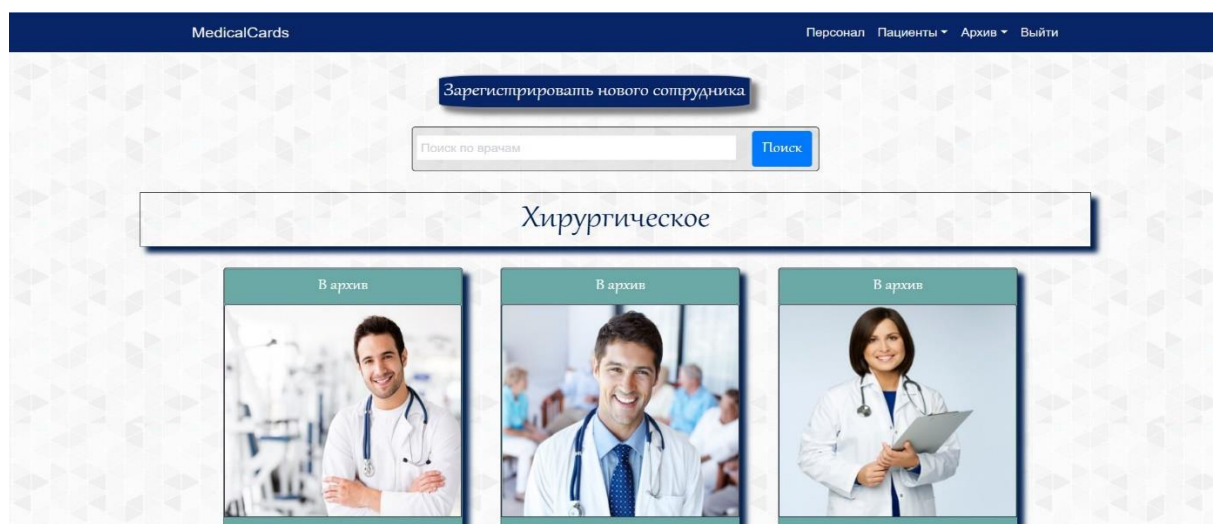 MedicalCards Персонал Пациенты Архив Выйти
Зарегистрировать нового сотрудника
Поиск по врачам Поиск
Хирургическое
В архив В архив В архив